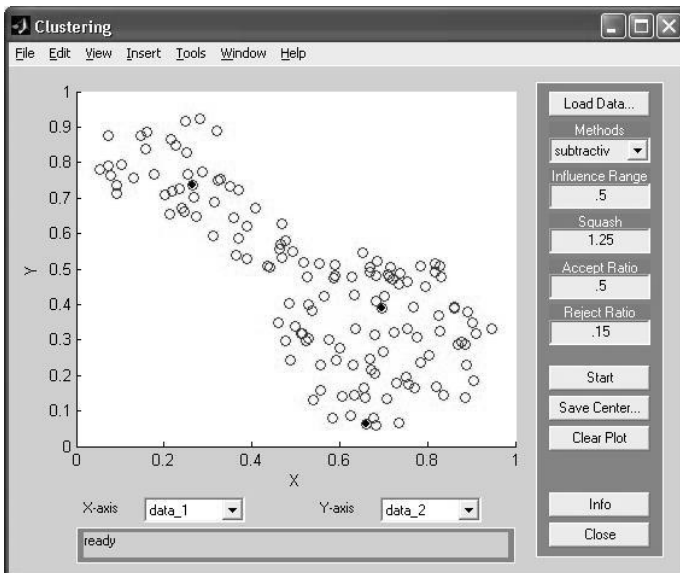 Clustering
File Edit View Insert Tools Window Help
1
0.9
0.8
0.7
0.6
0.5
0.4
0.3
0.2
0.1
0
Y
0 0.2 0.4 0.6 0.8 1
X
X-axis data_1 Y-axis data_2
ready
Load Data...
Methods
subtractiv
Influence Range
.5
Squash
1.25
Accept Ratio
.5
Reject Ratio
.15
Start
Save Center...
Clear Plot
Info
Close